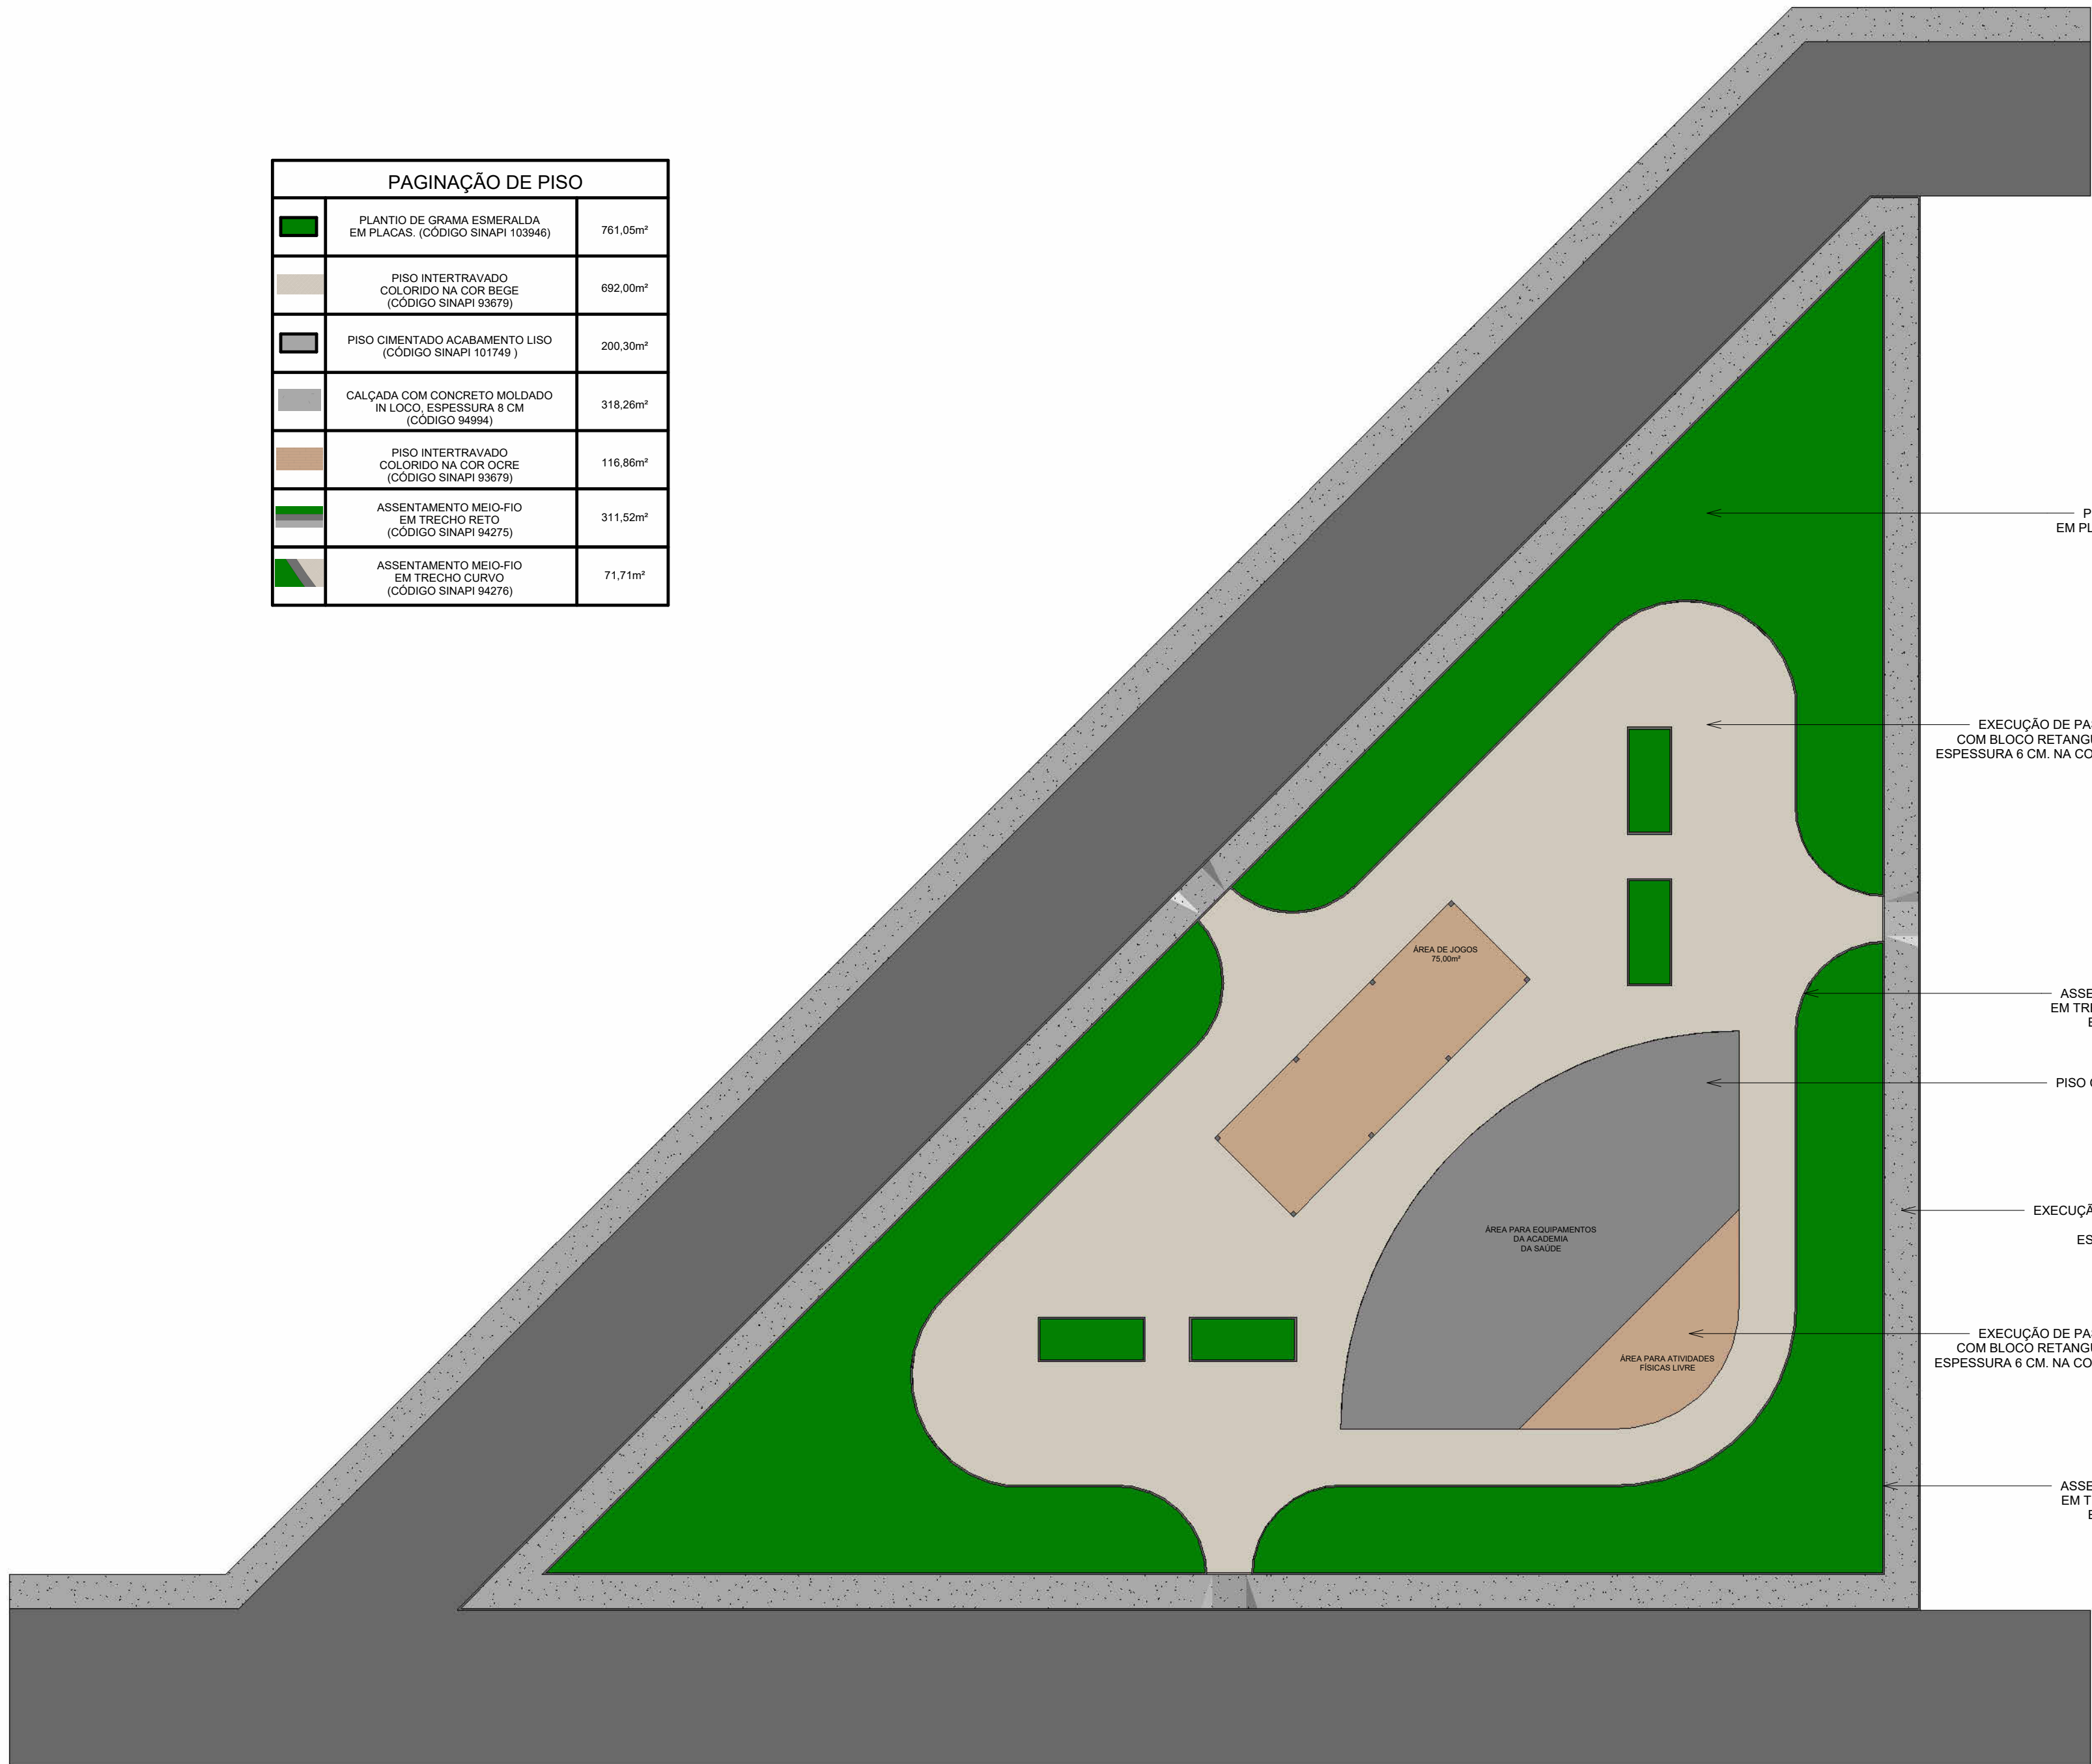 PAGINAÇÃO DE PISO
PLANTIO DE GRAMA ESMERALDA
EM PLACAS. (CÓDIGO SINAPI 103946)
761,05m²
PISO INTERTRAVADO
COLORIDO NA COR BEGE
(CÓDIGO SINAPI 93679)
692,00m²
PISO CIMENTADO ACABAMENTO LISO
(CÓDIGO SINAPI 101749 )
200,30m²
CALÇADA COM CONCRETO MOLDADO
IN LOCO, ESPESSURA 8 CM
(CÓDIGO 94994)
318,26m²
PISO INTERTRAVADO
COLORIDO NA COR OCRE
(CÓDIGO SINAPI 93679)
116,86m²
ASSENTAMENTO MEIO-FIO
EM TRECHO RETO
(CÓDIGO SINAPI 94275)
311,52m²
ASSENTAMENTO MEIO-FIO
EM TRECHO CURVO
(CÓDIGO SINAPI 94276)
71,71m²
P
EM PL
EXECUÇÃO DE PA
COM BLOCO RETANG
ESPESSURA 6 CM. NA CO
ÁREA DE JOGOS
75,00m²
ASSE
EM TR
E
PISO
EXECUÇÃ
ES
ÁREA PARA EQUIPAMENTOS
DA ACADEMIA
DA SAÚDE
EXECUÇÃO DE PA
COM BLOCO RETANG
ESPESSURA 6 CM. NA CO
ÁREA PARA ATIVIDADES
FÍSICAS LIVRE
ASSE
EM T
E